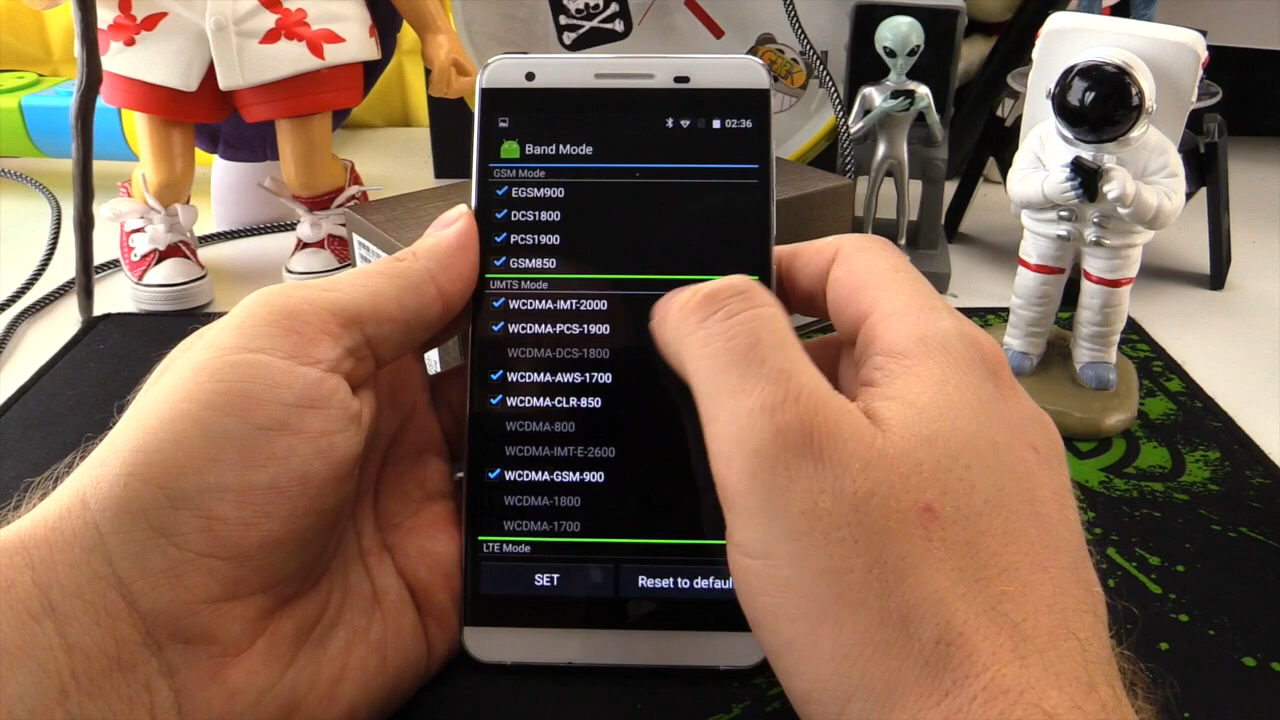 02:36
Band Mode
GSM Mode
EGSM900
DCS1800
PCS1900
GSM850
UMTS Mode
WCDMA-IMT-2000
WCDMA-PCS-1900
WCDMA-DCS-1800
WCDMA-AWS-1700
WCDMA-CLR-850
WCDMA-800
WCDMA-IMT-E-2600
WCDMA-GSM-900
WCDMA-1800
WCDMA-1700
LTE Mode
SET Reset to defaul
GEEK